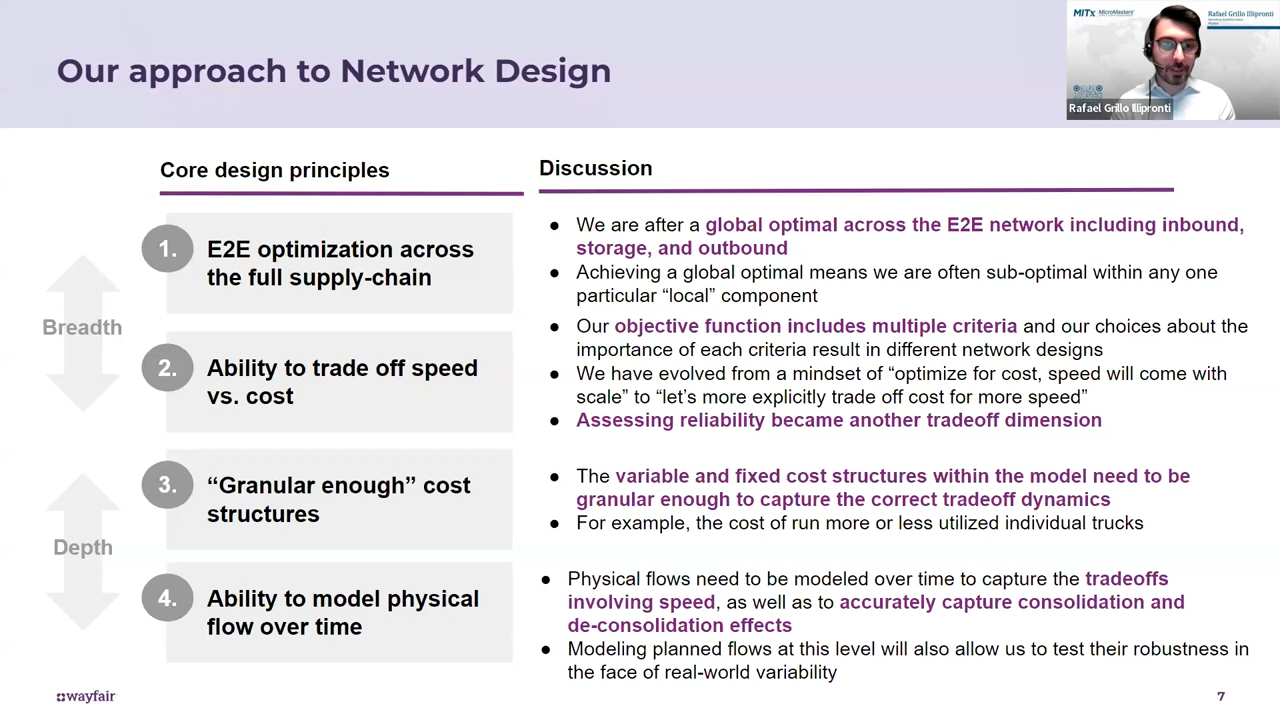 Our approach to Network Design
MITx MicroMasters
Rafael Grillo Illipronti
Rafael Grillo Illipronti
Core design principles
Discussion
Breadth
1.
E2E optimization across
the full supply-chain
● We are after a global optimal across the E2E network including inbound,
storage, and outbound
● Achieving a global optimal means we are often sub-optimal within any one
particular “local” component
2.
Ability to trade off speed
vs. cost
● Our objective function includes multiple criteria and our choices about the
importance of each criteria result in different network designs
● We have evolved from a mindset of “optimize for cost, speed will come with
scale” to “let’s more explicitly trade off cost for more speed”
● Assessing reliability became another tradeoff dimension
Depth
3.
“Granular enough” cost
structures
● The variable and fixed cost structures within the model need to be
granular enough to capture the correct tradeoff dynamics
● For example, the cost of run more or less utilized individual trucks
4.
Ability to model physical
flow over time
● Physical flows need to be modeled over time to capture the tradeoffs
involving speed, as well as to accurately capture consolidation and
de-consolidation effects
● Modeling planned flows at this level will also allow us to test their robustness in
the face of real-world variability
wayfair
7